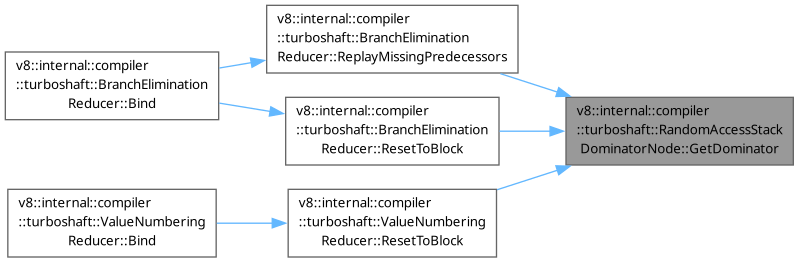 v8::internal::compiler
::turboshaft::BranchElimination
Reducer::ReplayMissingPredecessors
v8::internal::compiler
::turboshaft::BranchElimination
Reducer::Bind
v8::internal::compiler
::turboshaft::BranchElimination
Reducer::ResetToBlock
v8::internal::compiler
::turboshaft::RandomAccessStack
DominatorNode::GetDominator
v8::internal::compiler
::turboshaft::ValueNumbering
Reducer::Bind
v8::internal::compiler
::turboshaft::ValueNumbering
Reducer::ResetToBlock